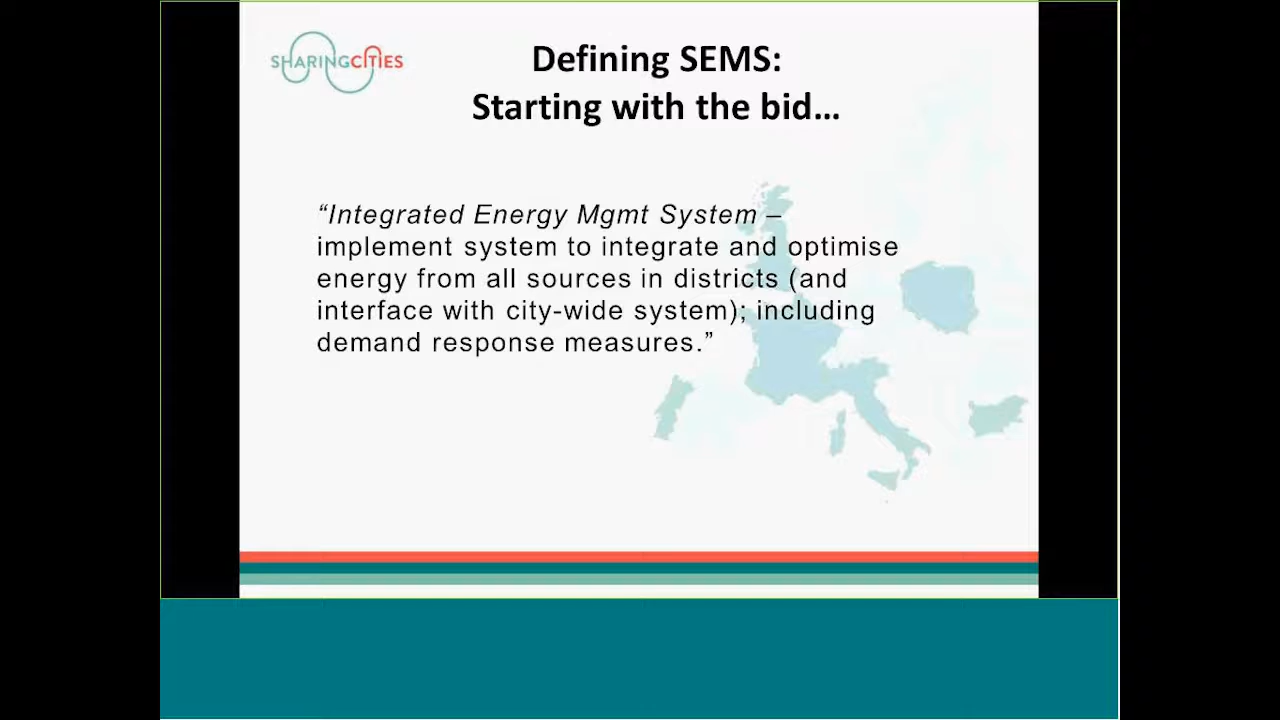 SHARINGCITIES
Defining SEMS:
Starting with the bid…
“Integrated Energy Mgmt System –
implement system to integrate and optimise
energy from all sources in districts (and
interface with city-wide system); including
demand response measures.”